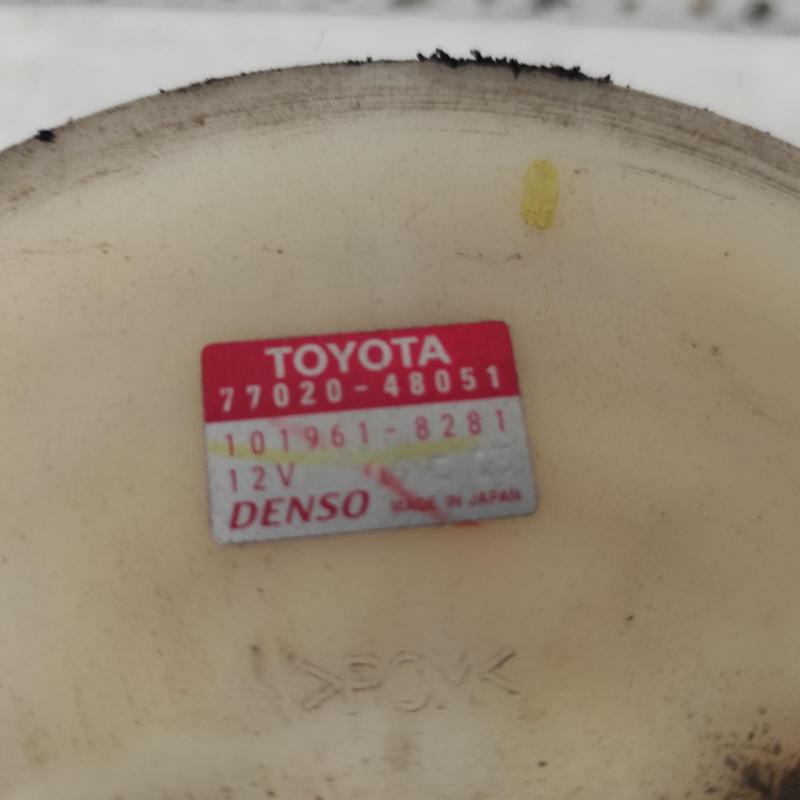 TOYOTA
77020-48051
101961-8281
12V
DENSO MADE IN JAPAN
>POM<